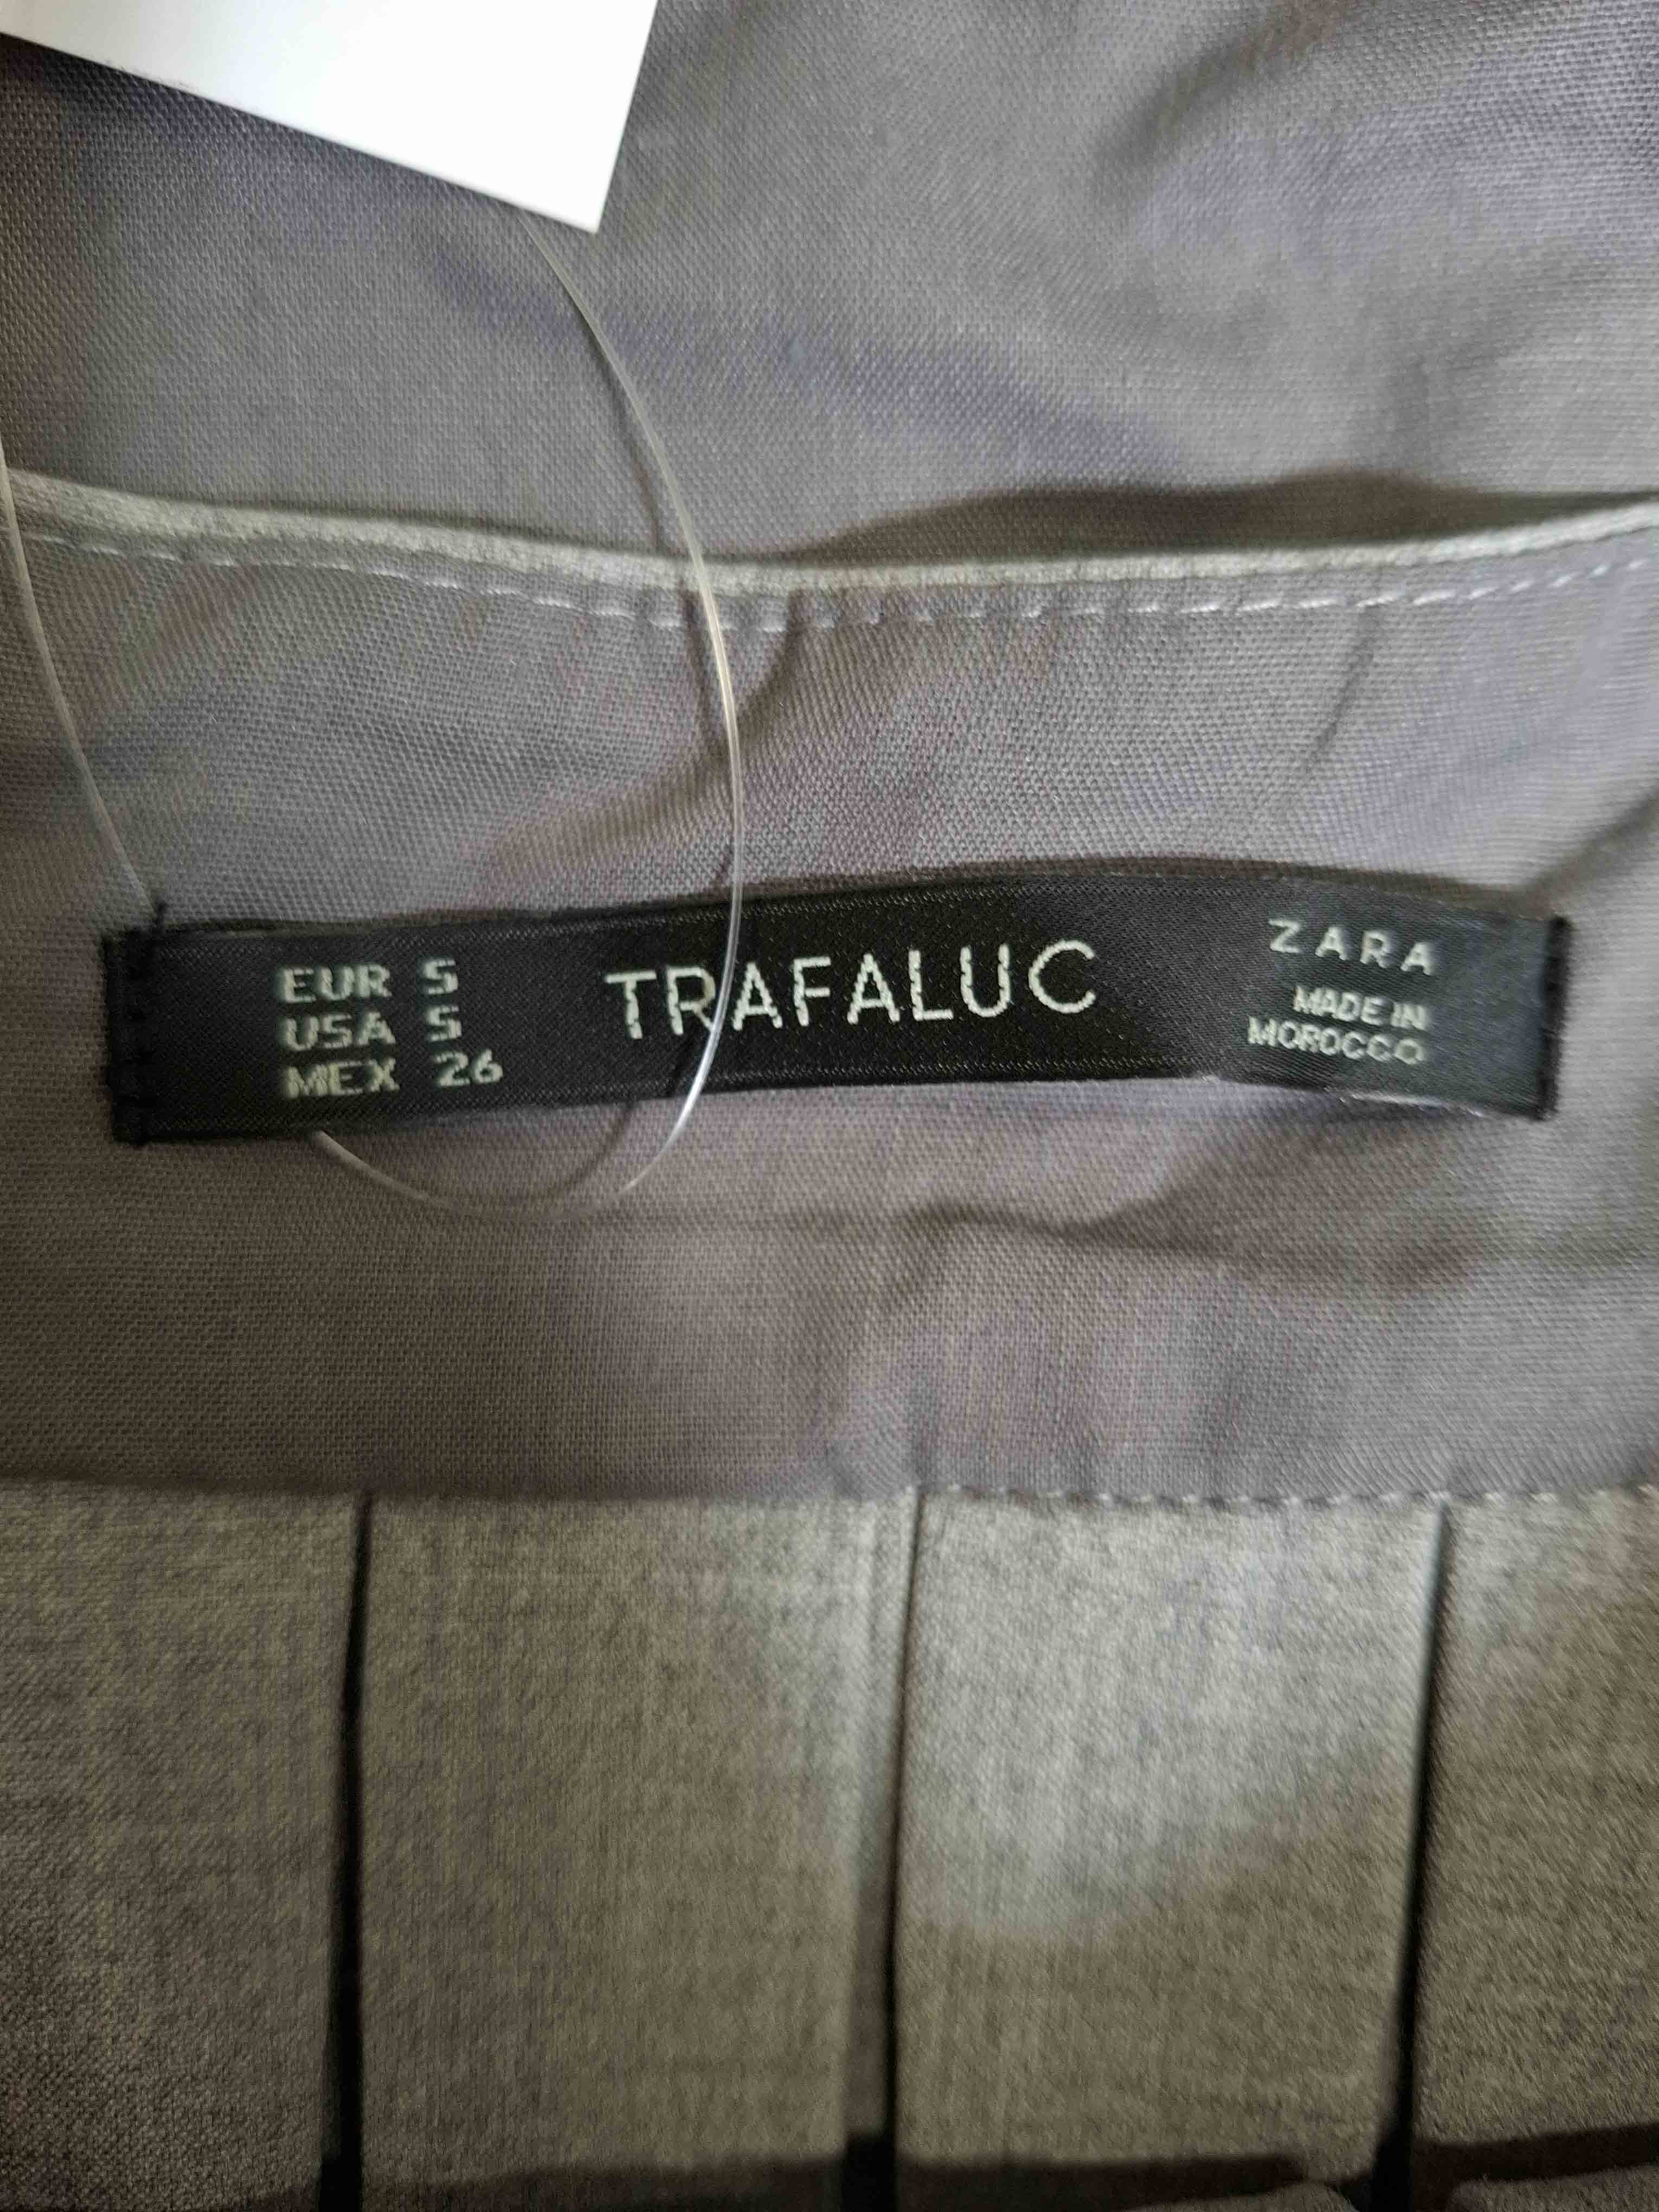 EUR S
USA S
MEX 26
TRAFALUC
ZARA
MADE IN
MOROCCO